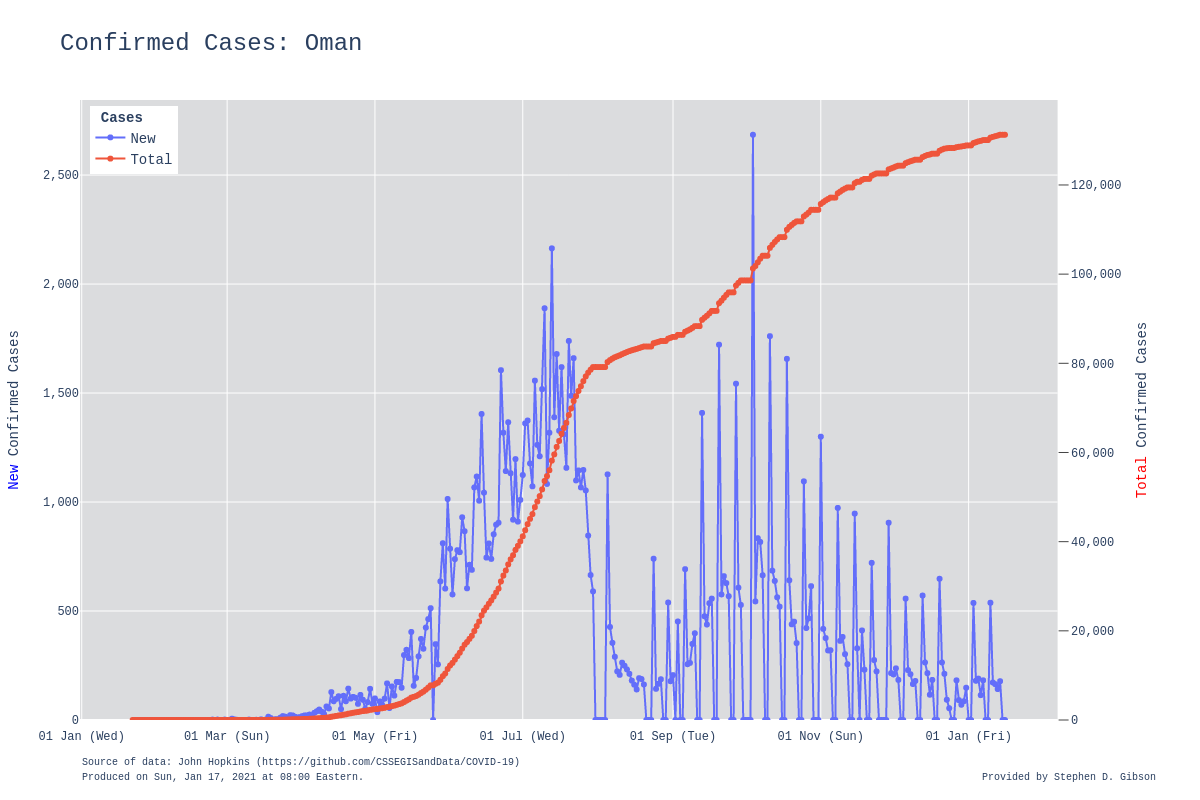 Confirmed Cases: Oman
Cases
New
Total
2,500
2,000
1,500
1,000
500
0
120,000
100,000
80,000
60,000
40,000
20,000
0
New Confirmed Cases
Total Confirmed Cases
01 Jan (Wed)
01 Mar (Sun)
01 May (Fri)
01 Jul (Wed)
01 Sep (Tue)
01 Nov (Sun)
01 Jan (Fri)
Source of data: John Hopkins (https://github.com/CSSEGISandData/COVID-19)
Produced on Sun, Jan 17, 2021 at 08:00 Eastern.
Provided by Stephen D. Gibson